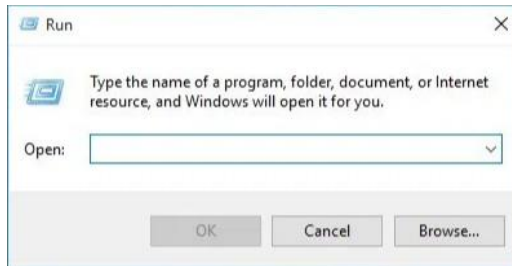 Run
Type the name of a program, folder, document, or Internet
resource, and Windows will open it for you.
Open:
OK Cancel Browse...